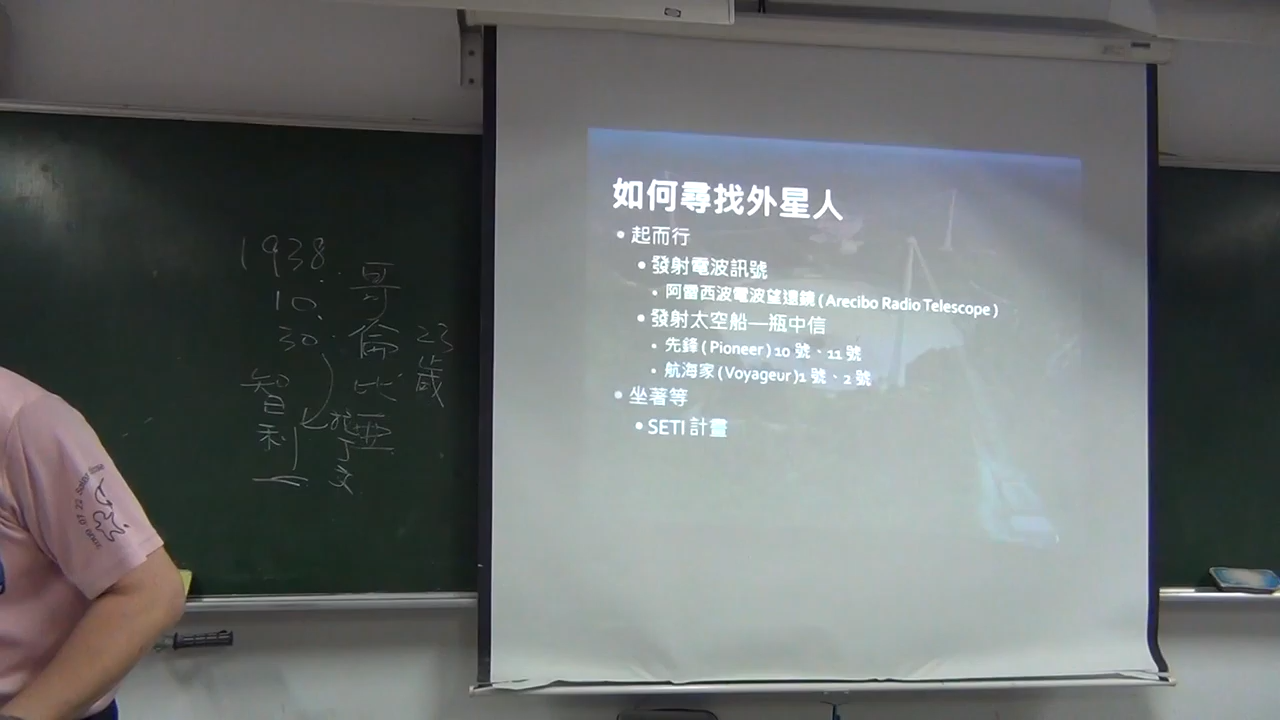 1938.
10.
30.
智
利
哥
倫
比
亞
拉
丁
文
23
歲
如何尋找外星人
• 起而行
• 發射電波訊號
• 阿雷西波電波望遠鏡 ( Arecibo Radio Telescope )
• 發射太空船—瓶中信
• 先鋒 ( Pioneer ) 10 號、11 號
• 航海家 ( Voyageur )1 號、2 號
• 坐著等
• SETI 計畫